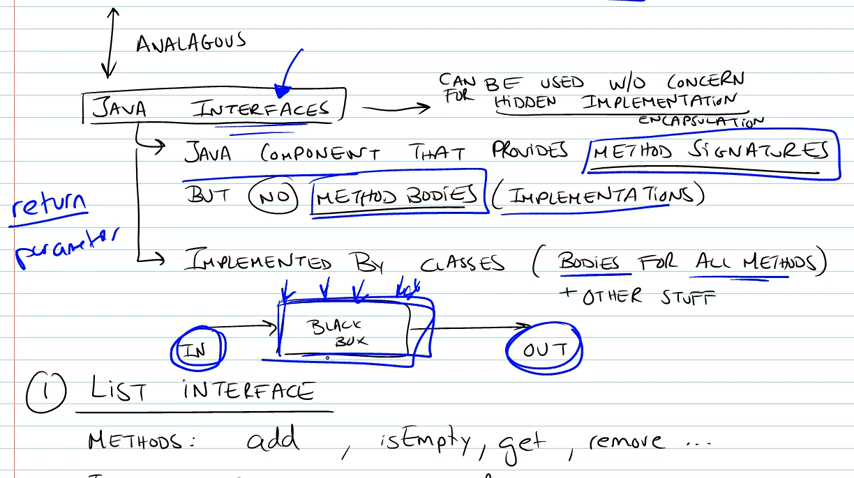 ANALAGOUS
JAVA INTERFACES
CAN BE USED W/O CONCERN
FOR HIDDEN IMPLEMENTATION
ENCAPSULATION
JAVA COMPONENT THAT PROVIDES METHOD SIGNATURES
BUT NO METHOD BODIES (IMPLEMENTATIONS)
return
parameter
IMPLEMENTED BY CLASSES (BODIES FOR ALL METHODS)
+ OTHER STUFF
IN
BLACK
BOX
OUT
1 LIST INTERFACE
METHODS: add, isEmpty, get, remove ...